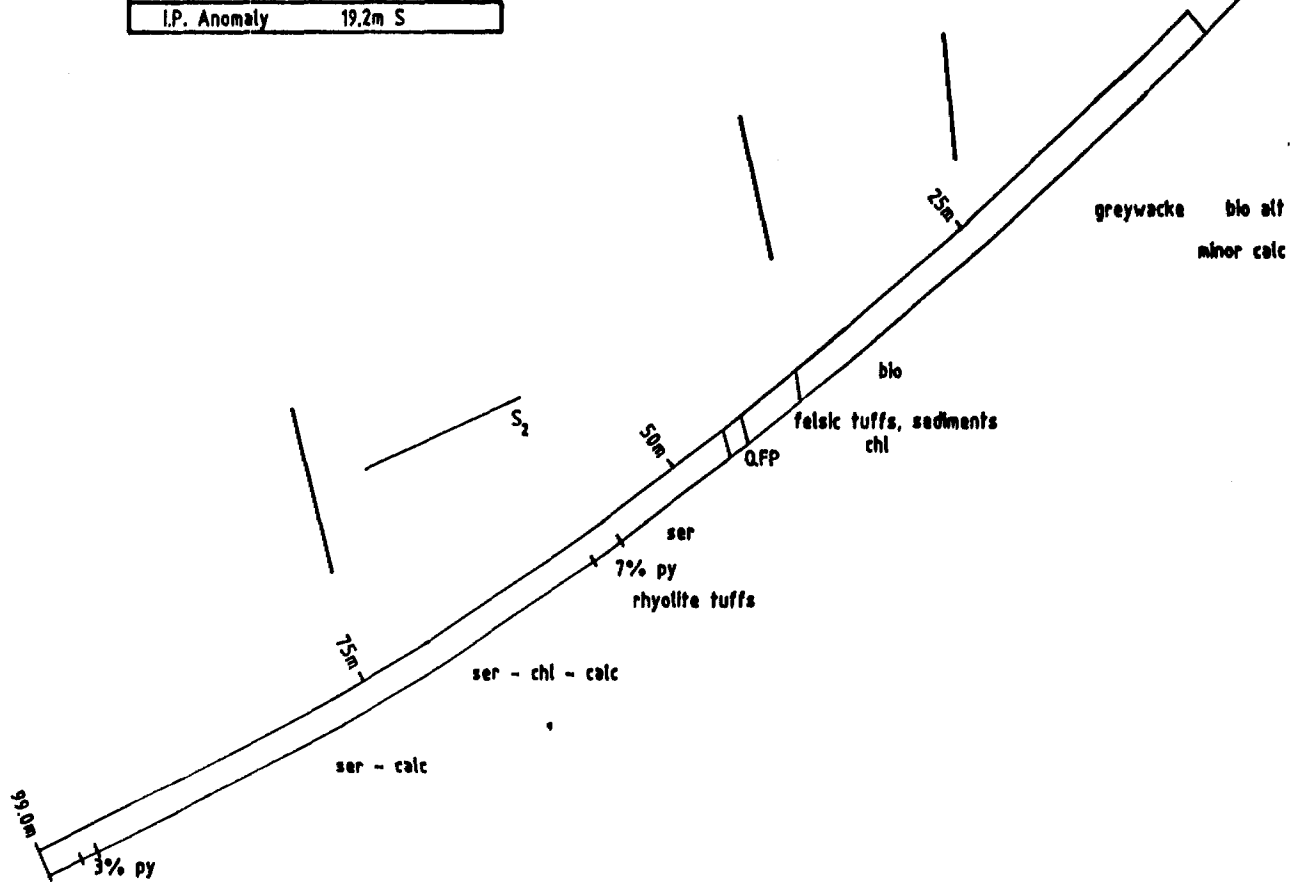 I.P. Anomaly 19.2m S
25m
greywacke bio alt
minor calc
bio
felsic tuffs, sediments
chl
S2
50m
QFP
ser
7% py
rhyolite tuffs
75m
ser - chl - calc
ser - calc
99.0m
3% py